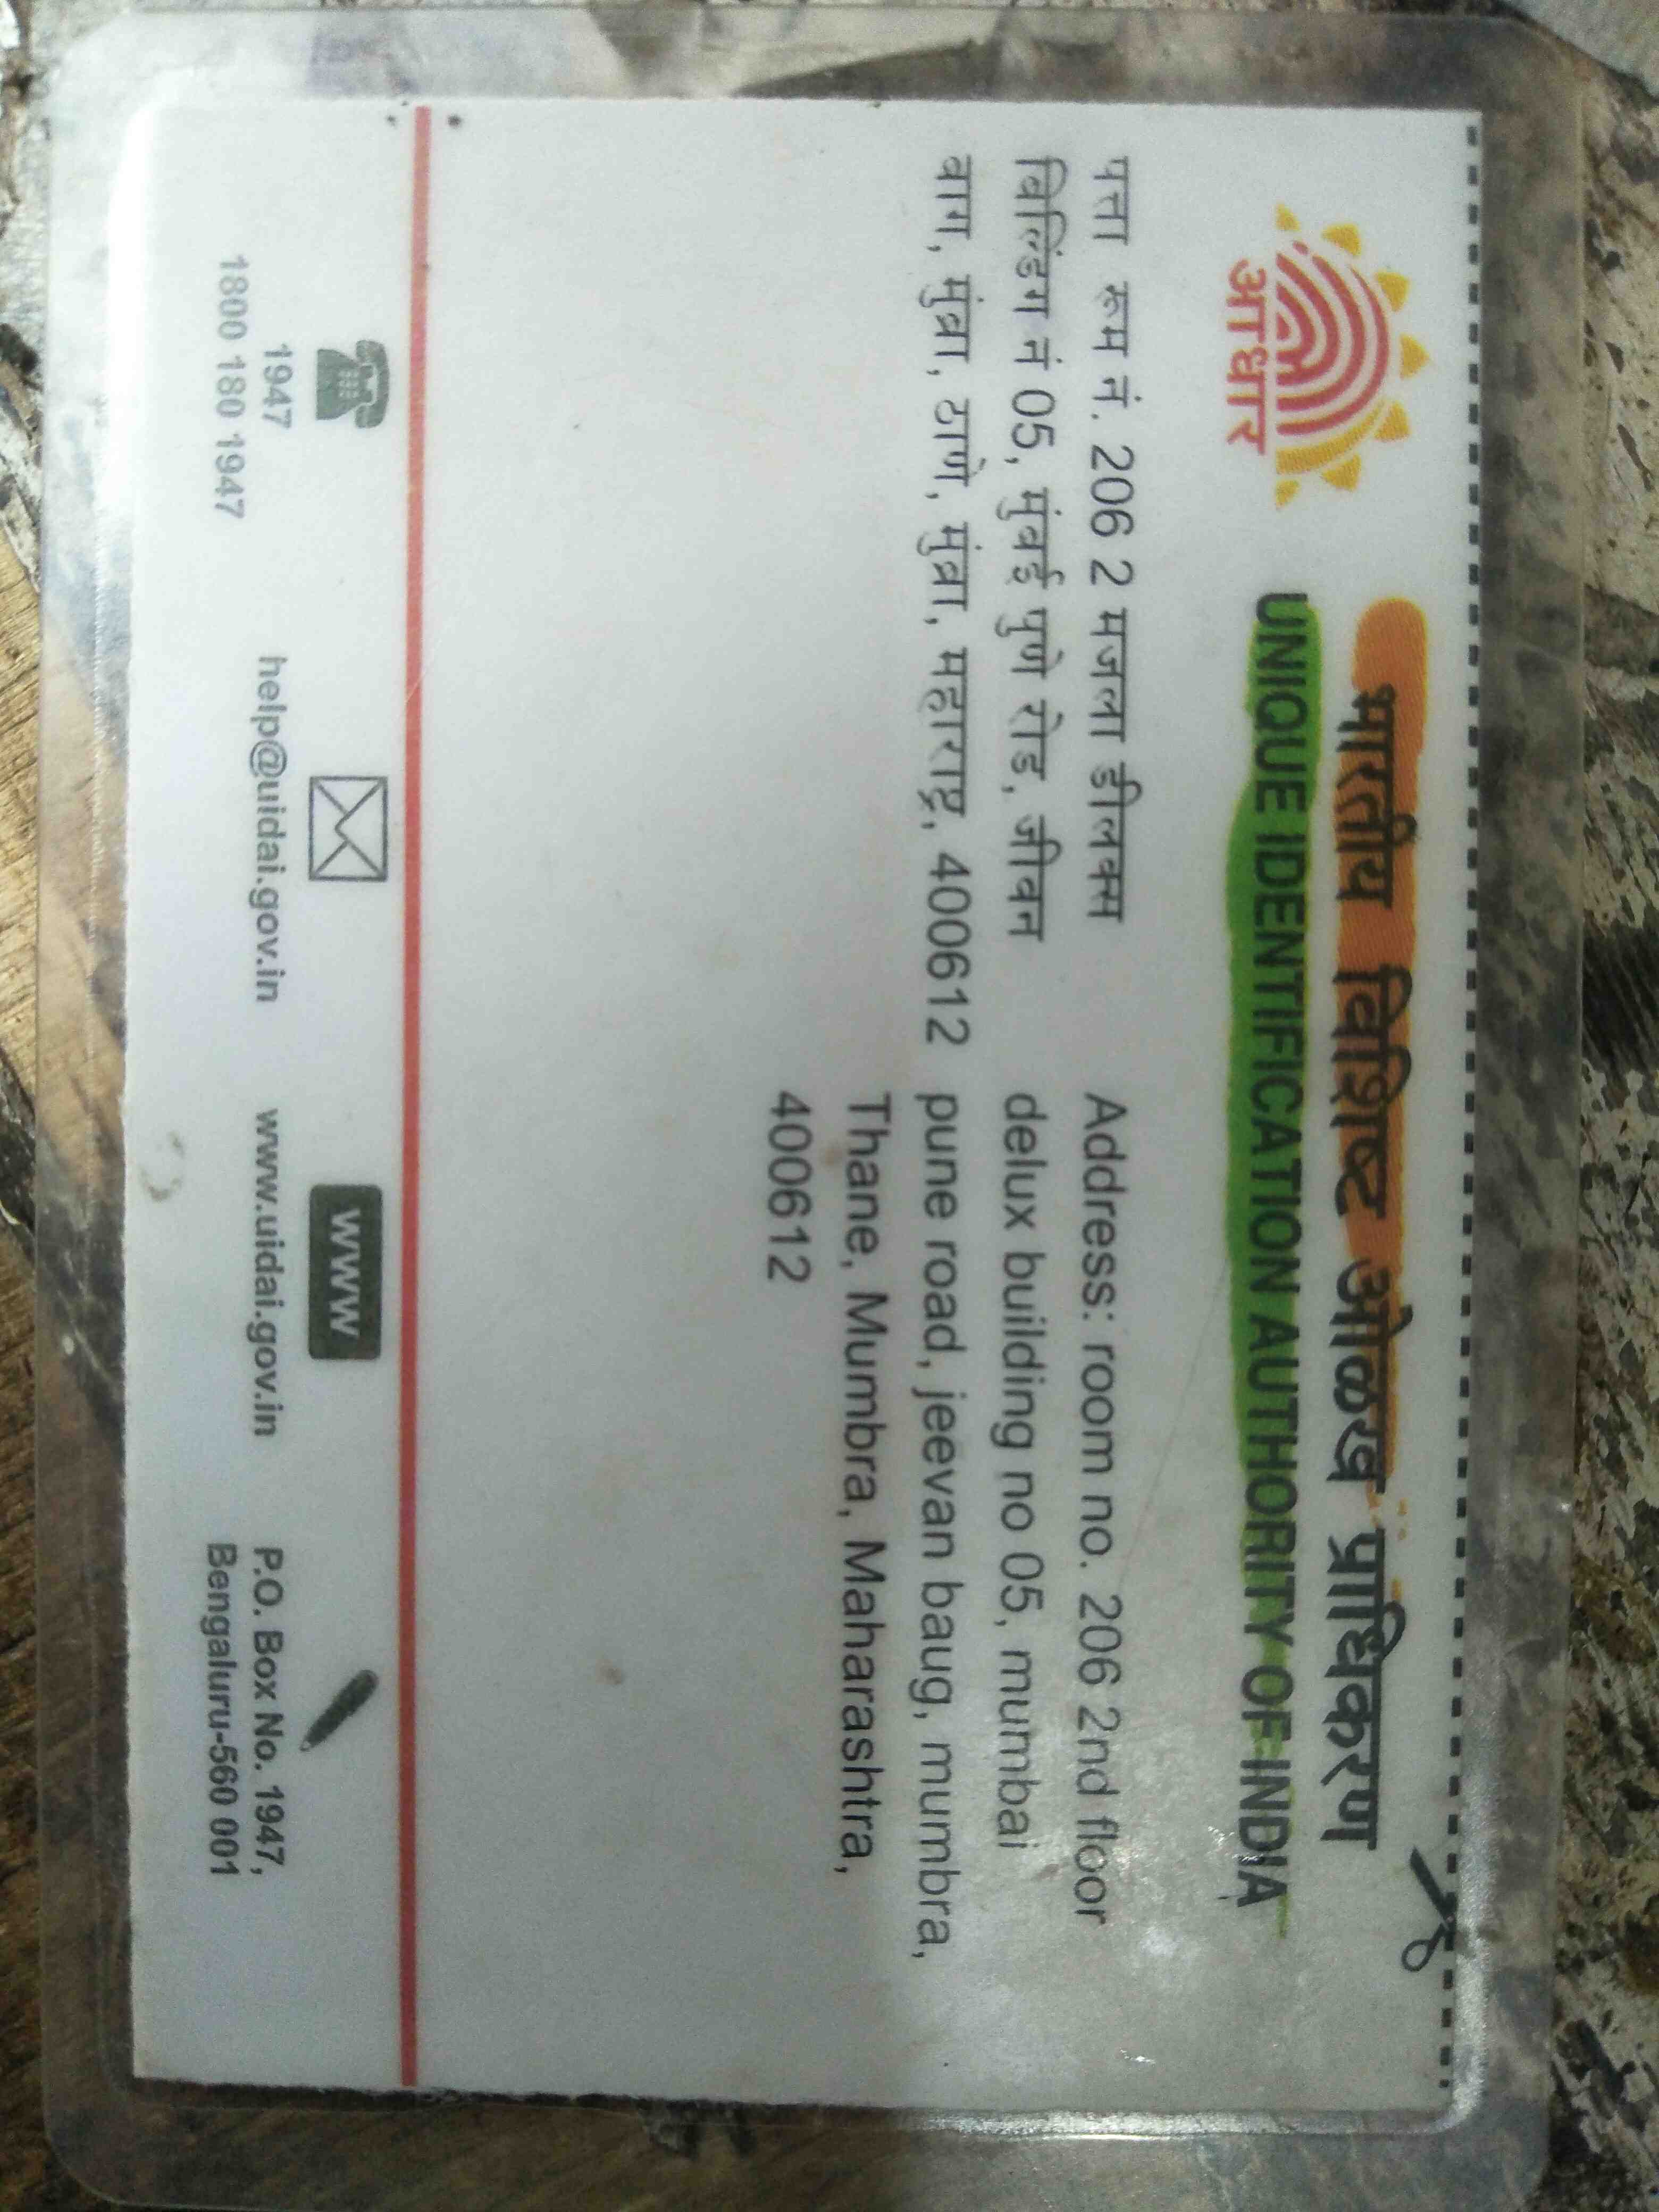 भारतीय विशिष्ट ओळख प्राधिकरण
UNIQUE IDENTIFICATION AUTHORITY OF INDIA
आधार
पत्ता रूम नं. 206 2 मजला डीलक्स
बिल्डिंग नं 05, मुंबई पुणे रोड, जीवन
बाग, मुंब्रा, ठाणे, मुंब्रा, महाराष्ट्र, 400612
Address: room no. 206 2nd floor
delux building no 05, mumbai
pune road, jeevan baug, mumbra,
Thane, Mumbra, Maharashtra,
400612
1947
1800 180 1947
help@uidai.gov.in
www
www.uidai.gov.in
P.O. Box No. 1947,
Bengaluru-560 001